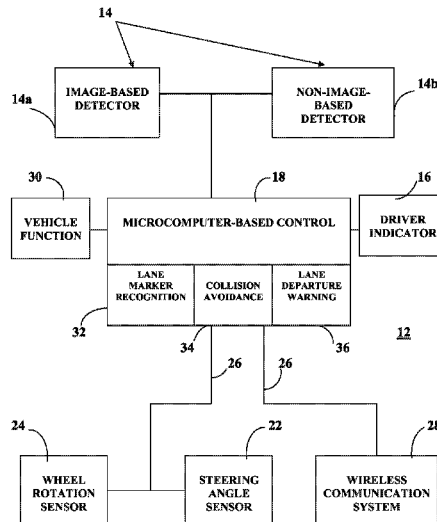 14
14a
IMAGE-BASED
DETECTOR
NON-IMAGE-
BASED
DETECTOR
14b
30
18
16
VEHICLE
FUNCTION
MICROCOMPUTER-BASED CONTROL
DRIVER
INDICATOR
LANE
MARKER
RECOGNITION
COLLISION
AVOIDANCE
LANE
DEPARTURE
WARNING
32
34
36
12
26
26
24
22
28
WHEEL
ROTATION
SENSOR
STEERING
ANGLE
SENSOR
WIRELESS
COMMUNICATION
SYSTEM